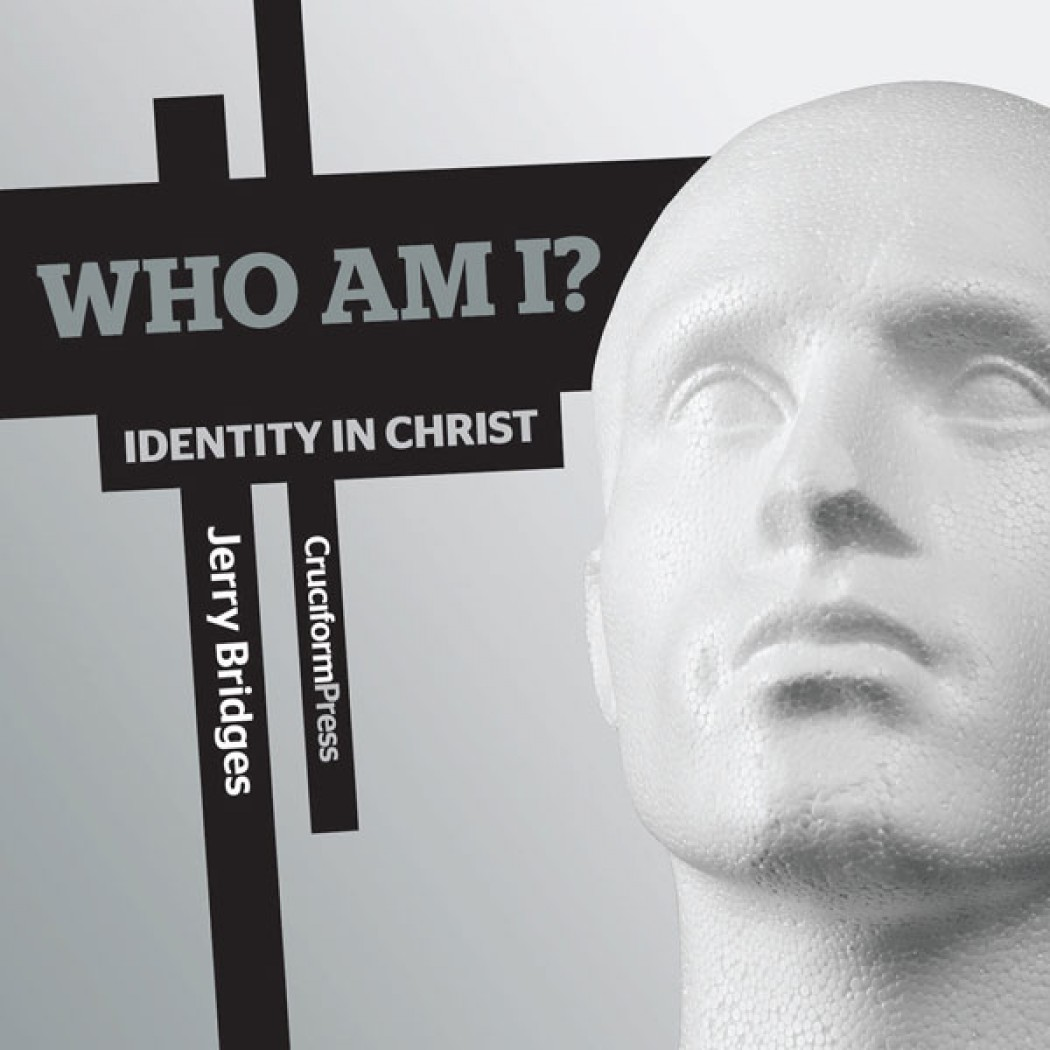 WHO AM I?
IDENTITY IN CHRIST
Jerry Bridges
CruciformPress